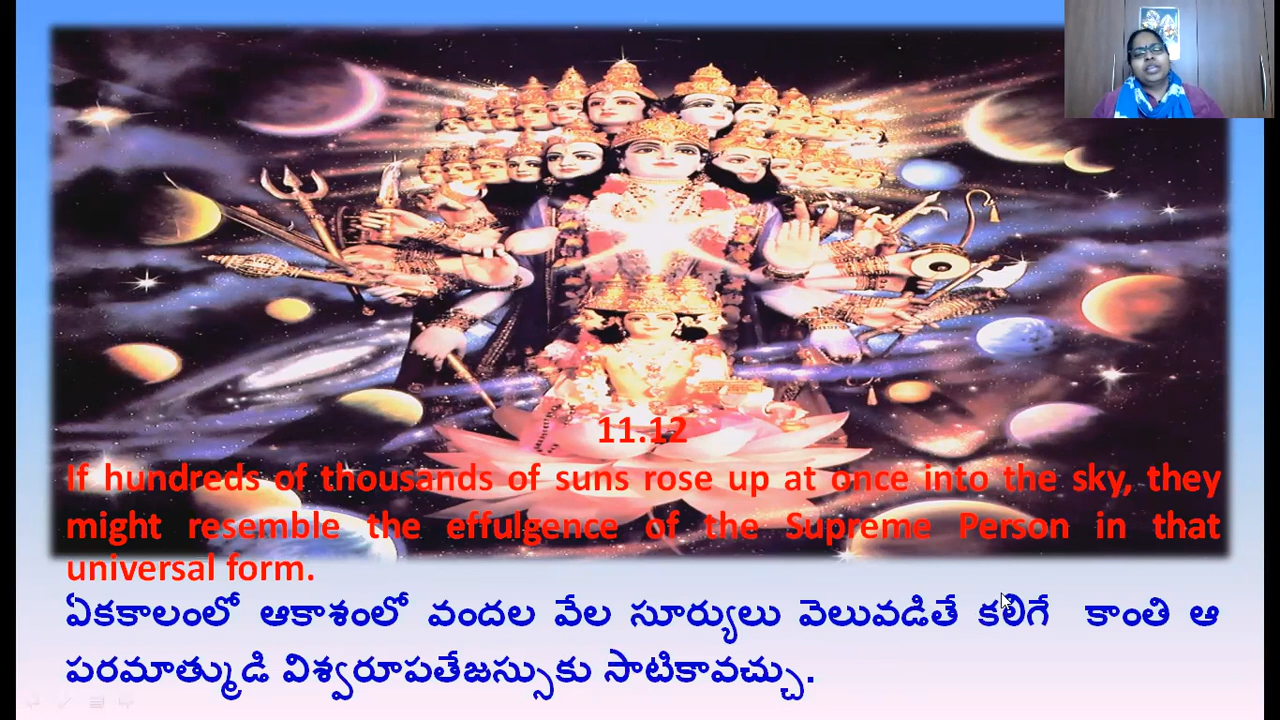 11.12
If hundreds of thousands of suns rose up at once into the sky, they
might resemble the effulgence of the Supreme Person in that
universal form.
ఏకకాలంలో ఆకాశంలో వందల వేల సూర్యులు వెలువడితే కలిగే కాంతి ఆ
పరమాత్ముడి విశ్వరూపతేజస్సుకు సాటికావచ్చు.